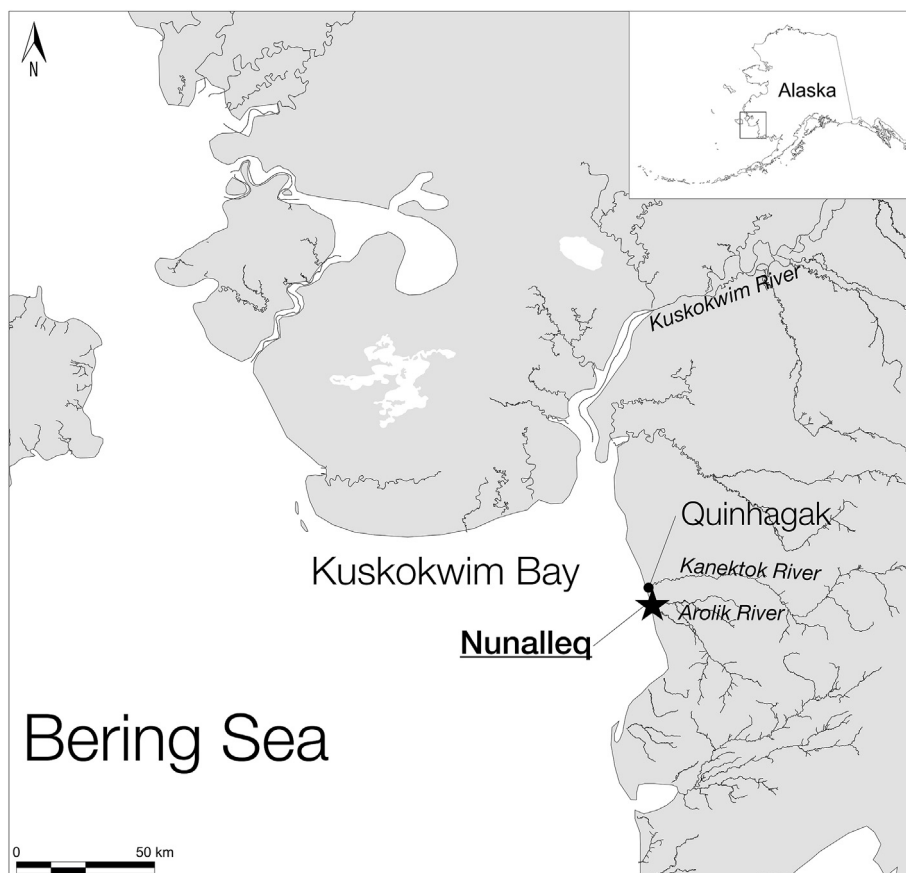 N
Alaska
Kuskokwim River
Quinhagak
Kuskokwim Bay
Kanektok River
Arolik River
Nunalleq
Bering Sea
0 50 km